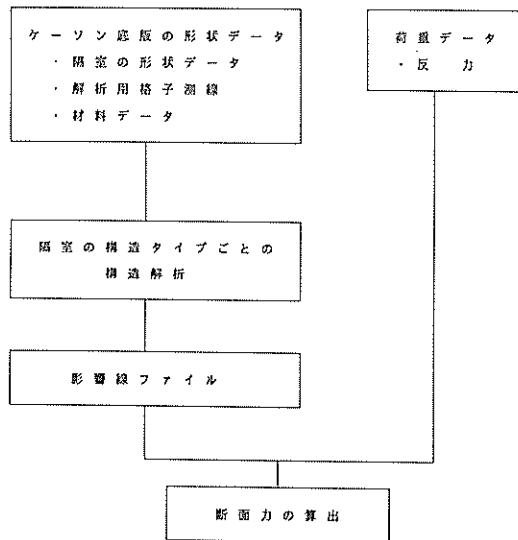 ケーソン底版の形状データ
・隔室の形状データ
・解析用格子測線
・材料データ
荷重データ
・反力
隔室の構造タイプごとの
構造解析
影響線ファイル
断面力の算出